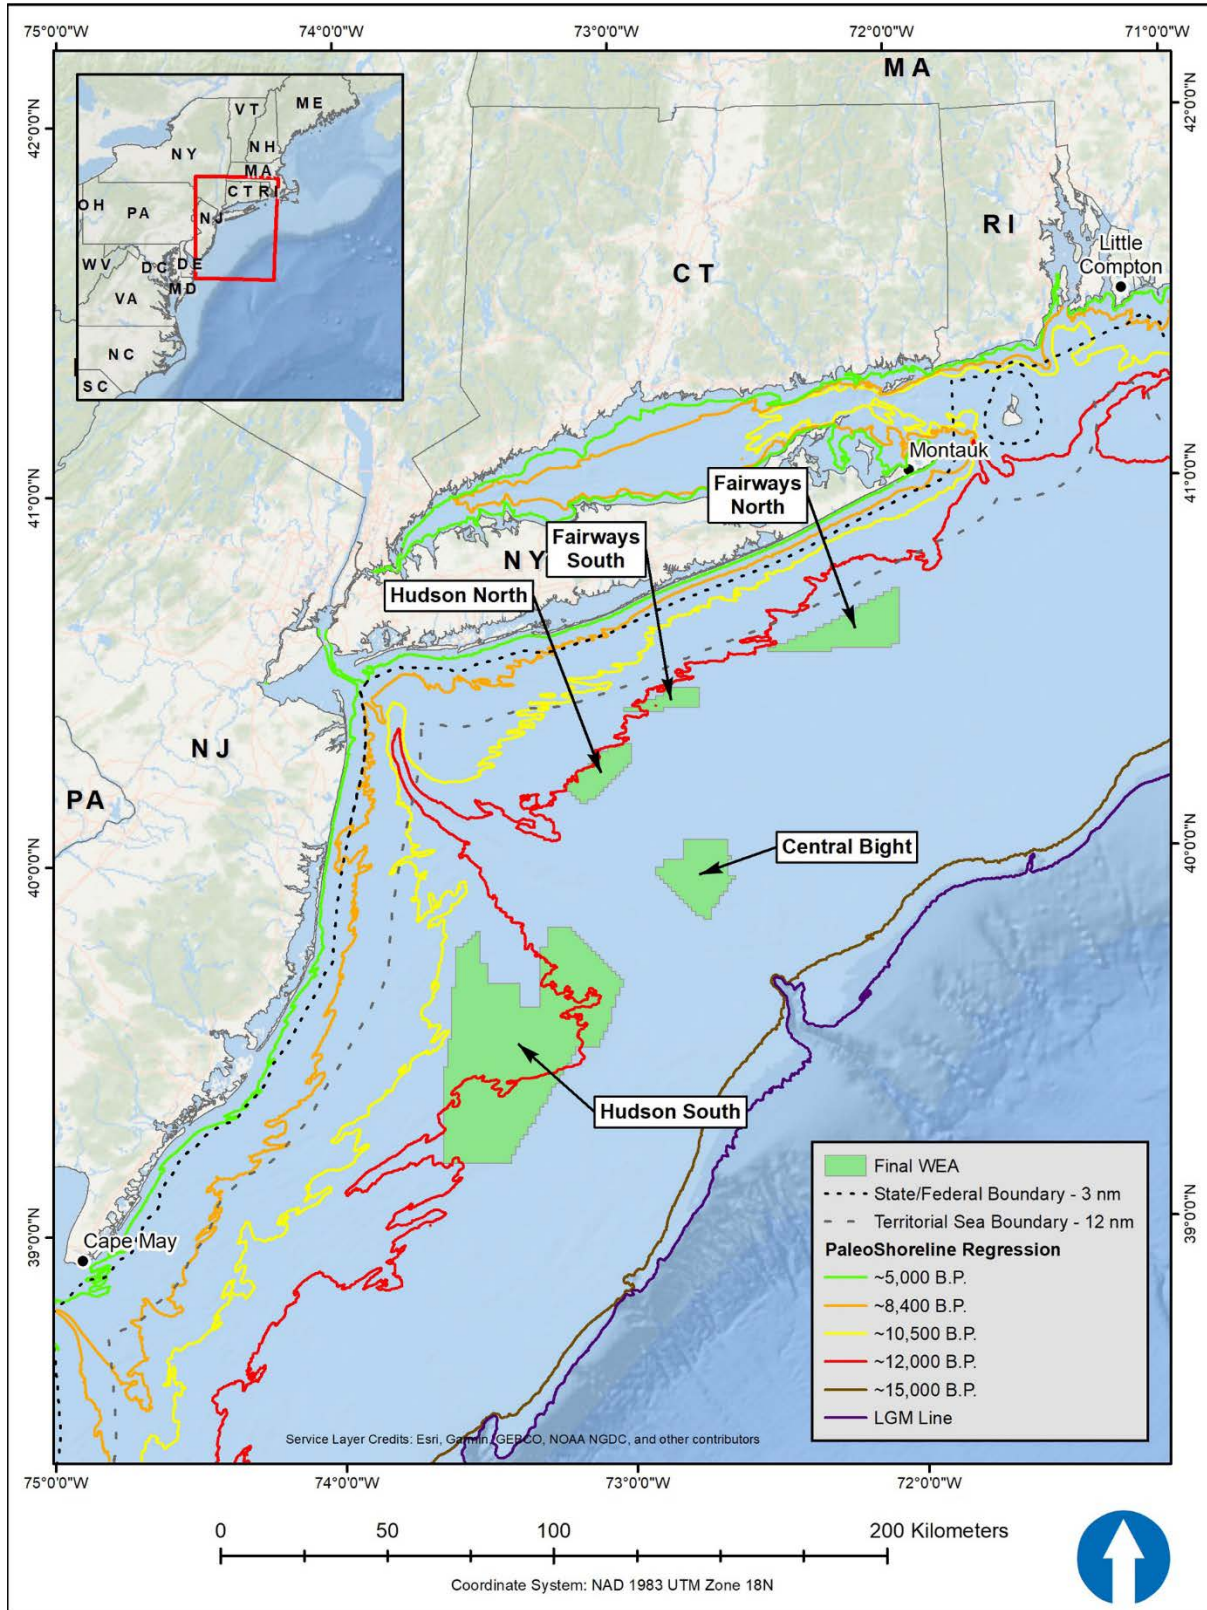 75°0'0"W
74°0'0"W
73°0'0"W
72°0'0"W
71°0'0"W
42°0'0"N
41°0'0"N
40°0'0"N
39°0'0"N
42°0'0"N
41°0'0"N
40°0'0"N
39°0'0"N
ME
VT
NH
NY
MA
CT
RI
OH
PA
NJ
WV
DC
DE
MD
VA
NC
SC
MA
RI
CT
Little
Compton
Montauk
Fairways
North
Fairways
South
NY
Hudson North
NJ
PA
Central Bight
Hudson South
Cape May
Final WEA
State/Federal Boundary - 3 nm
Territorial Sea Boundary - 12 nm
PaleoShoreline Regression
~5,000 B.P.
~8,400 B.P.
~10,500 B.P.
~12,000 B.P.
~15,000 B.P.
LGM Line
Service Layer Credits: Esri, Garmin, GEBCO, NOAA NGDC, and other contributors
75°0'0"W
74°0'0"W
73°0'0"W
72°0'0"W
0 50 100 200 Kilometers
Coordinate System: NAD 1983 UTM Zone 18N